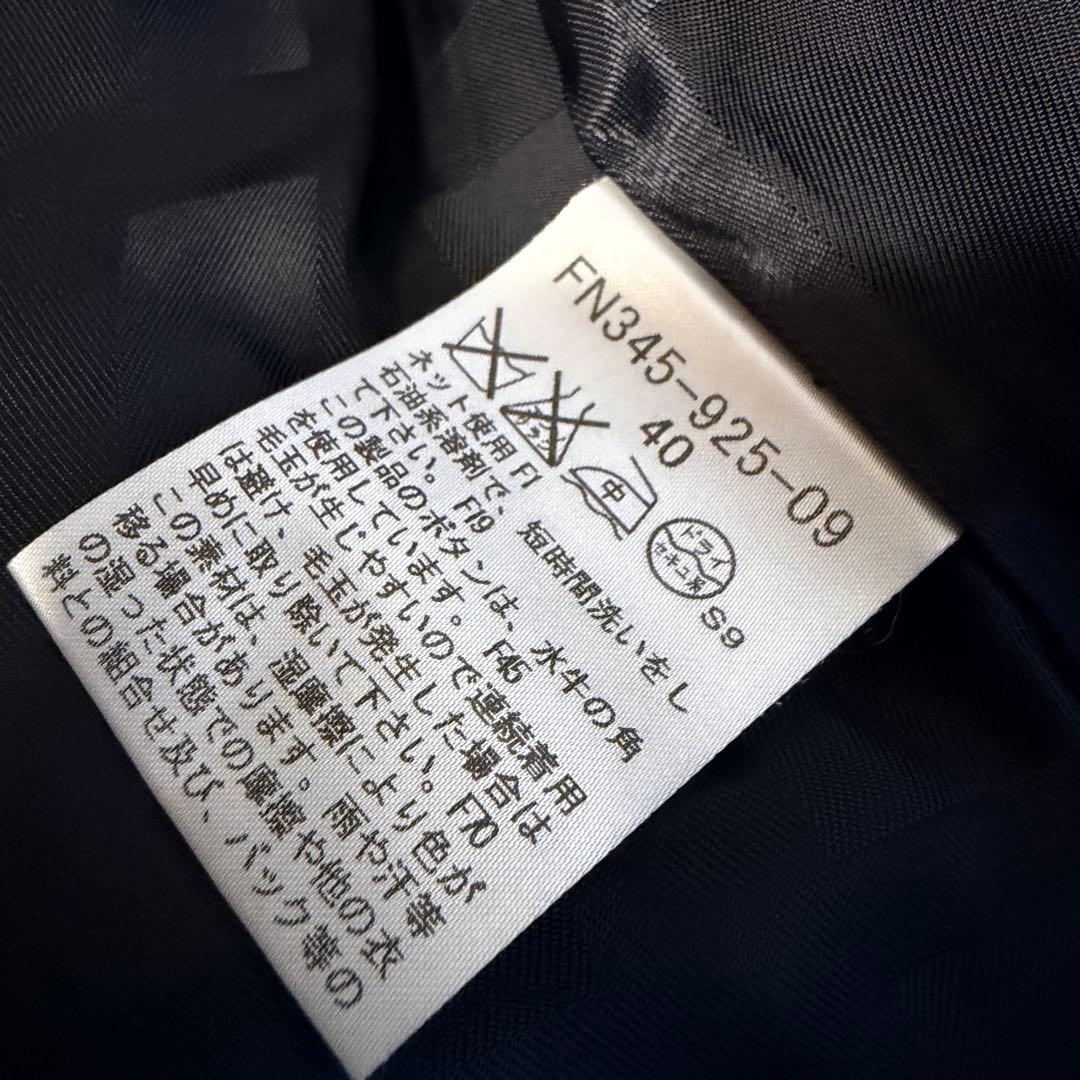 FN345-925-09
40
中 ドライ セキユ系 S9
ネット使用 F1
石油系溶剤で、短時間洗いをし
て下さい。 F19
この製品のボタンは、水牛の角
を使用しています。 F45
毛玉が生じやすいので連続着用
は避け、毛玉が発生した場合は
早めに取り除いて下さい。 F70
この素材は、湿摩擦により色が
移る場合があります。雨や汗等
の湿った状態での摩擦や他の衣
料との組合せ及び、バック等の